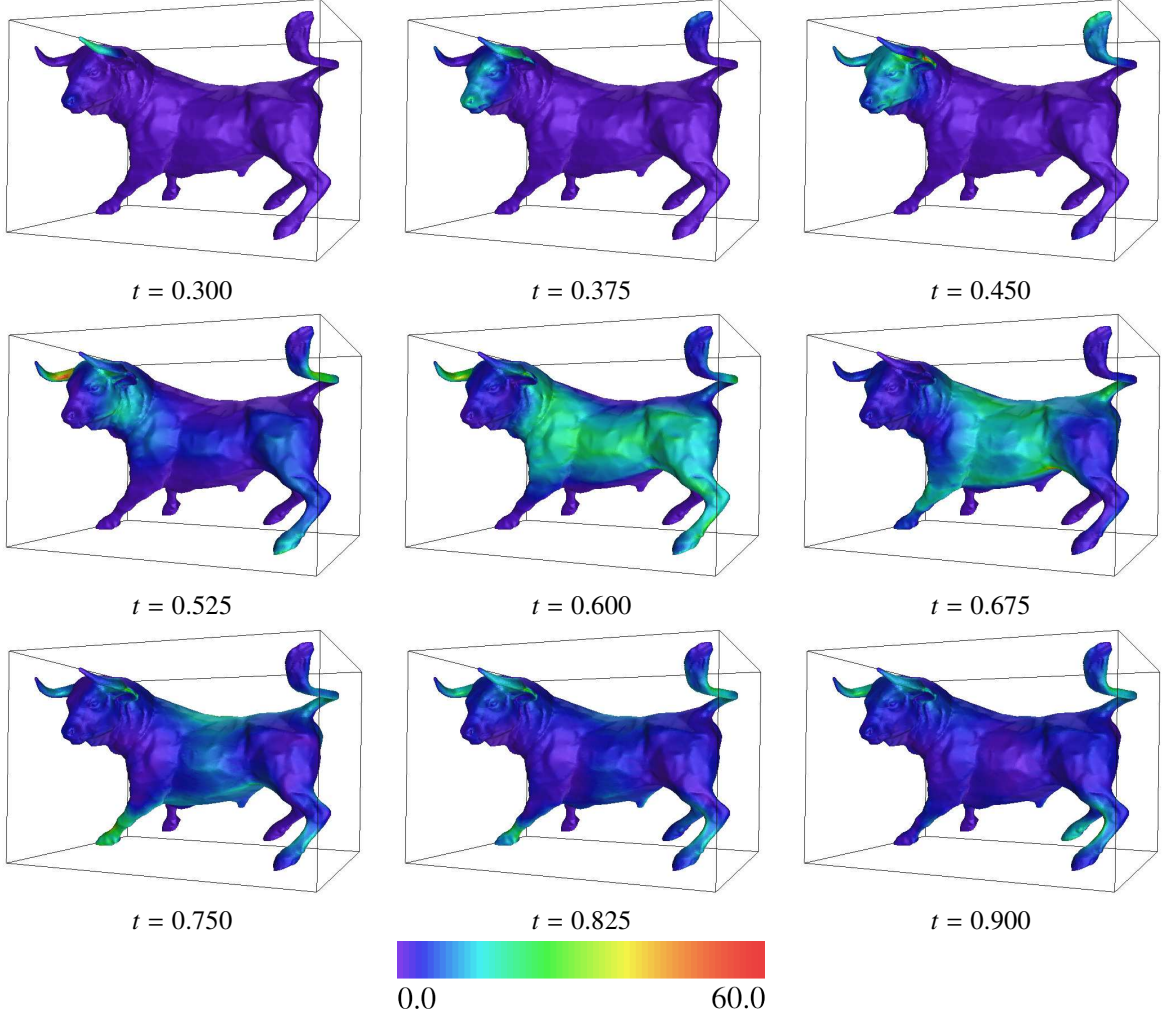 t = 0.300 t = 0.375 t = 0.450
t = 0.525 t = 0.600 t = 0.675
t = 0.750 t = 0.825 t = 0.900
0.0 60.0